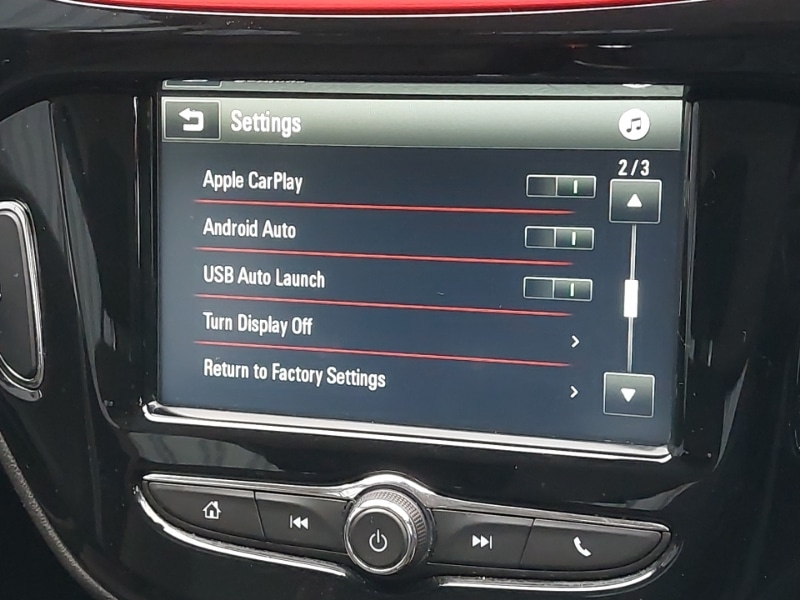 Settings
2/3
Apple CarPlay
Android Auto
USB Auto Launch
Turn Display Off
Return to Factory Settings